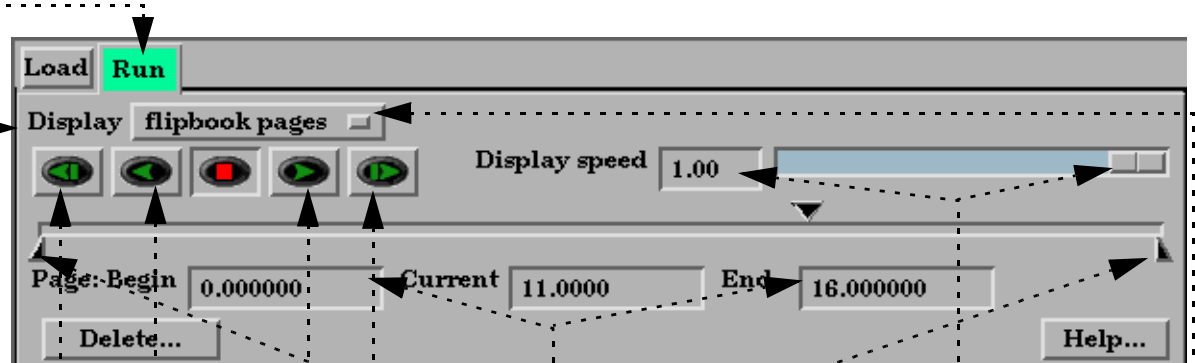 Load Run
Display flipbook pages
Display speed 1.00
Page: Begin 0.000000 Current 11.0000 End 16.000000
Delete... Help...